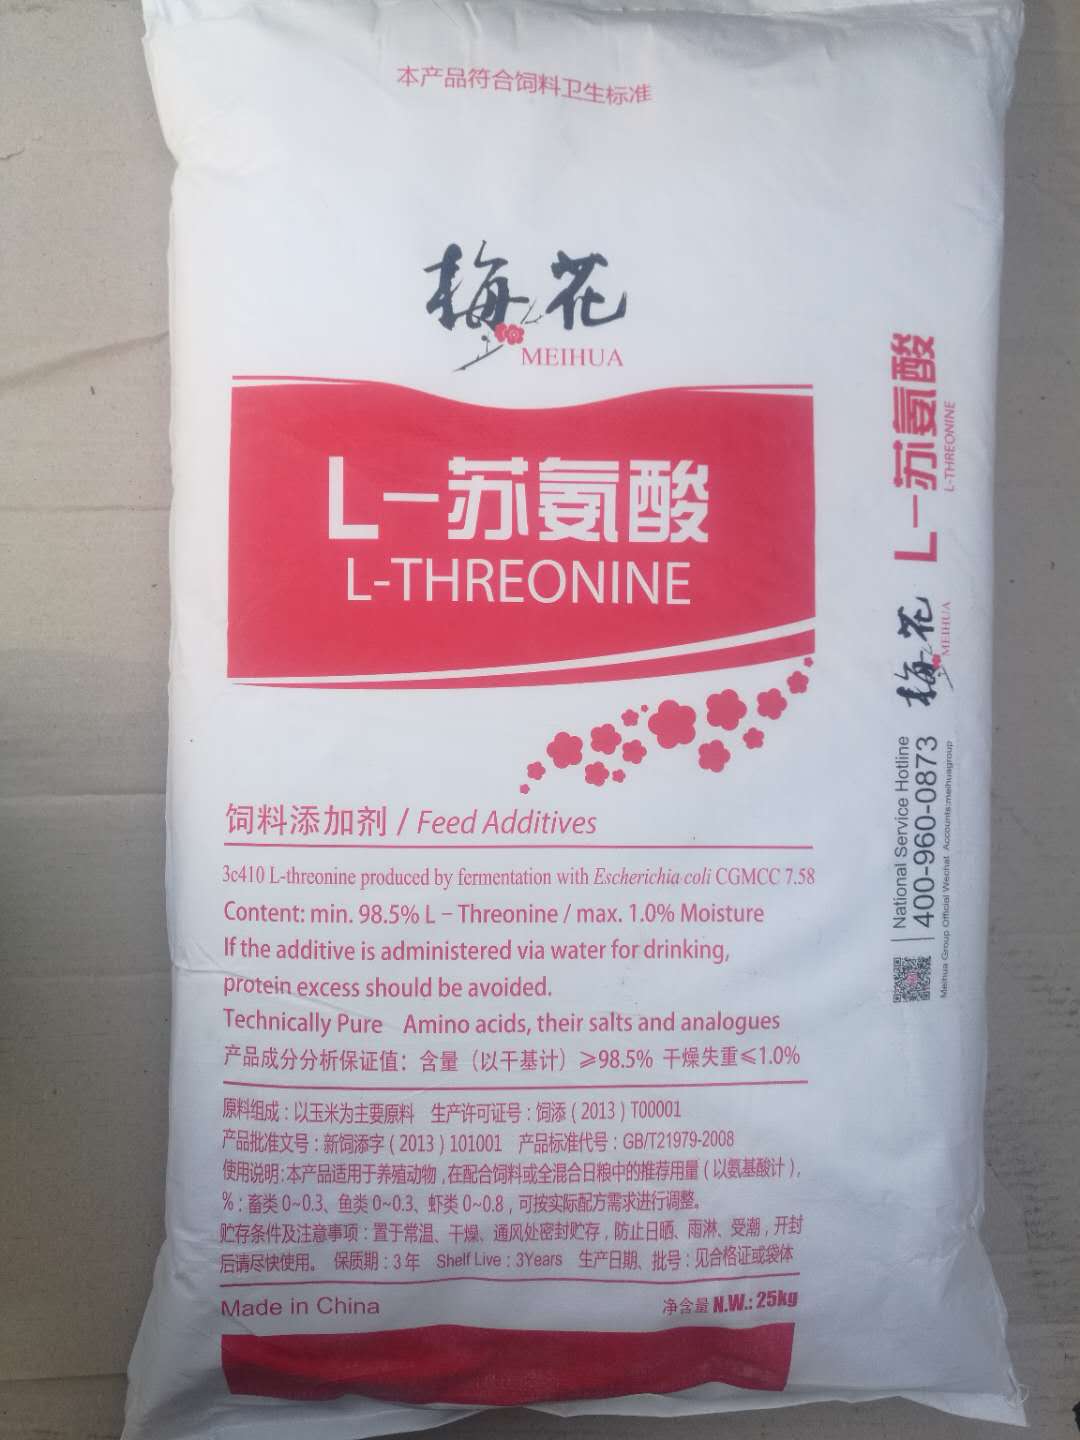 本产品符合饲料卫生标准
梅花
MEIHUA
L-苏氨酸
L-THREONINE
饲料添加剂 / Feed Additives
3c410 L-threonine produced by fermentation with Escherichia coli CGMCC 7.58
Content: min. 98.5% L - Threonine / max. 1.0% Moisture
If the additive is administered via water for drinking,
protein excess should be avoided.
Technically Pure Amino acids, their salts and analogues
产品成分分析保证值：含量（以干基计）≥98.5% 干燥失重≤1.0%
原料组成：以玉米为主要原料 生产许可证号：饲添（2013）T00001
产品批准文号：新饲添字（2013）101001 产品标准代号：GB/T21979-2008
使用说明：本产品适用于养殖动物，在配合饲料或全混合日粮中的推荐用量（以氨基酸计），
%：畜类0~0.3、鱼类0~0.3、虾类0~0.8，可按实际配方需求进行调整。
贮存条件及注意事项：置于常温、干燥、通风处密封贮存，防止日晒、雨淋、受潮，开封
后请尽快使用。 保质期：3年 Shelf Live：3Years 生产日期、批号：见合格证或袋体
Made in China
净含量 N.W.: 25kg
L-苏氨酸
L-THREONINE
梅花
MEIHUA
National Service Hotline
400-960-0873
Meihua Group Official Wechat Accounts:meihuagroup